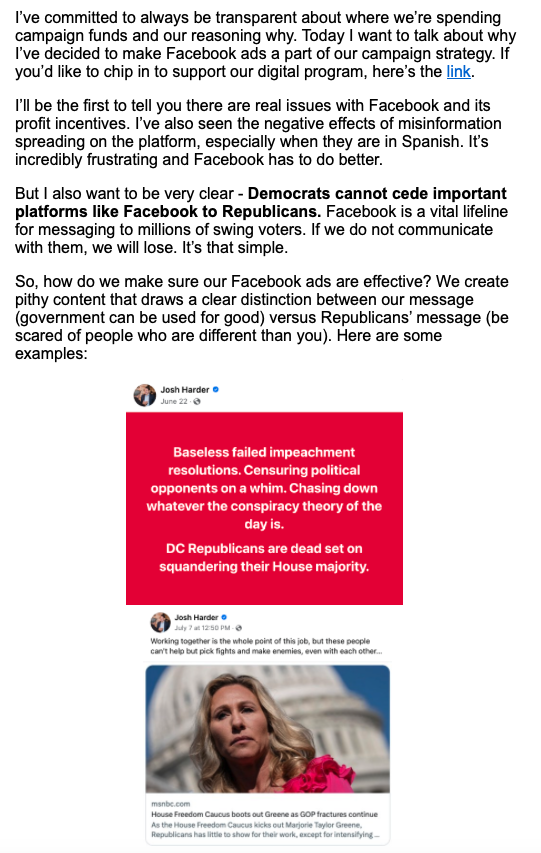 I've committed to always be transparent about where we're spending
campaign funds and our reasoning why. Today I want to talk about why
I've decided to make Facebook ads a part of our campaign strategy. If
you'd like to chip in to support our digital program, here's the link.
I'll be the first to tell you there are real issues with Facebook and its
profit incentives. I've also seen the negative effects of misinformation
spreading on the platform, especially when they are in Spanish. It's
incredibly frustrating and Facebook has to do better.
But I also want to be very clear - Democrats cannot cede important
platforms like Facebook to Republicans. Facebook is a vital lifeline
for messaging to millions of swing voters. If we do not communicate
with them, we will lose. It's that simple.
So, how do we make sure our Facebook ads are effective? We create
pithy content that draws a clear distinction between our message
(government can be used for good) versus Republicans' message (be
scared of people who are different than you). Here are some
examples:
Josh Harder
June 22
Baseless failed impeachment
resolutions. Censuring political
opponents on a whim. Chasing down
whatever the conspiracy theory of the
day is.
DC Republicans are dead set on
squandering their House majority.
Josh Harder
July 7 at 12:50 PM
Working together is the whole point of this job, but these people
can't help but pick fights and make enemies, even with each other...
msnbc.com
House Freedom Caucus boots out Greene as GOP fractures continue
As the House Freedom Caucus kicks out Marjorie Taylor Greene,
Republicans has little to show for their work, except for intensifying ...